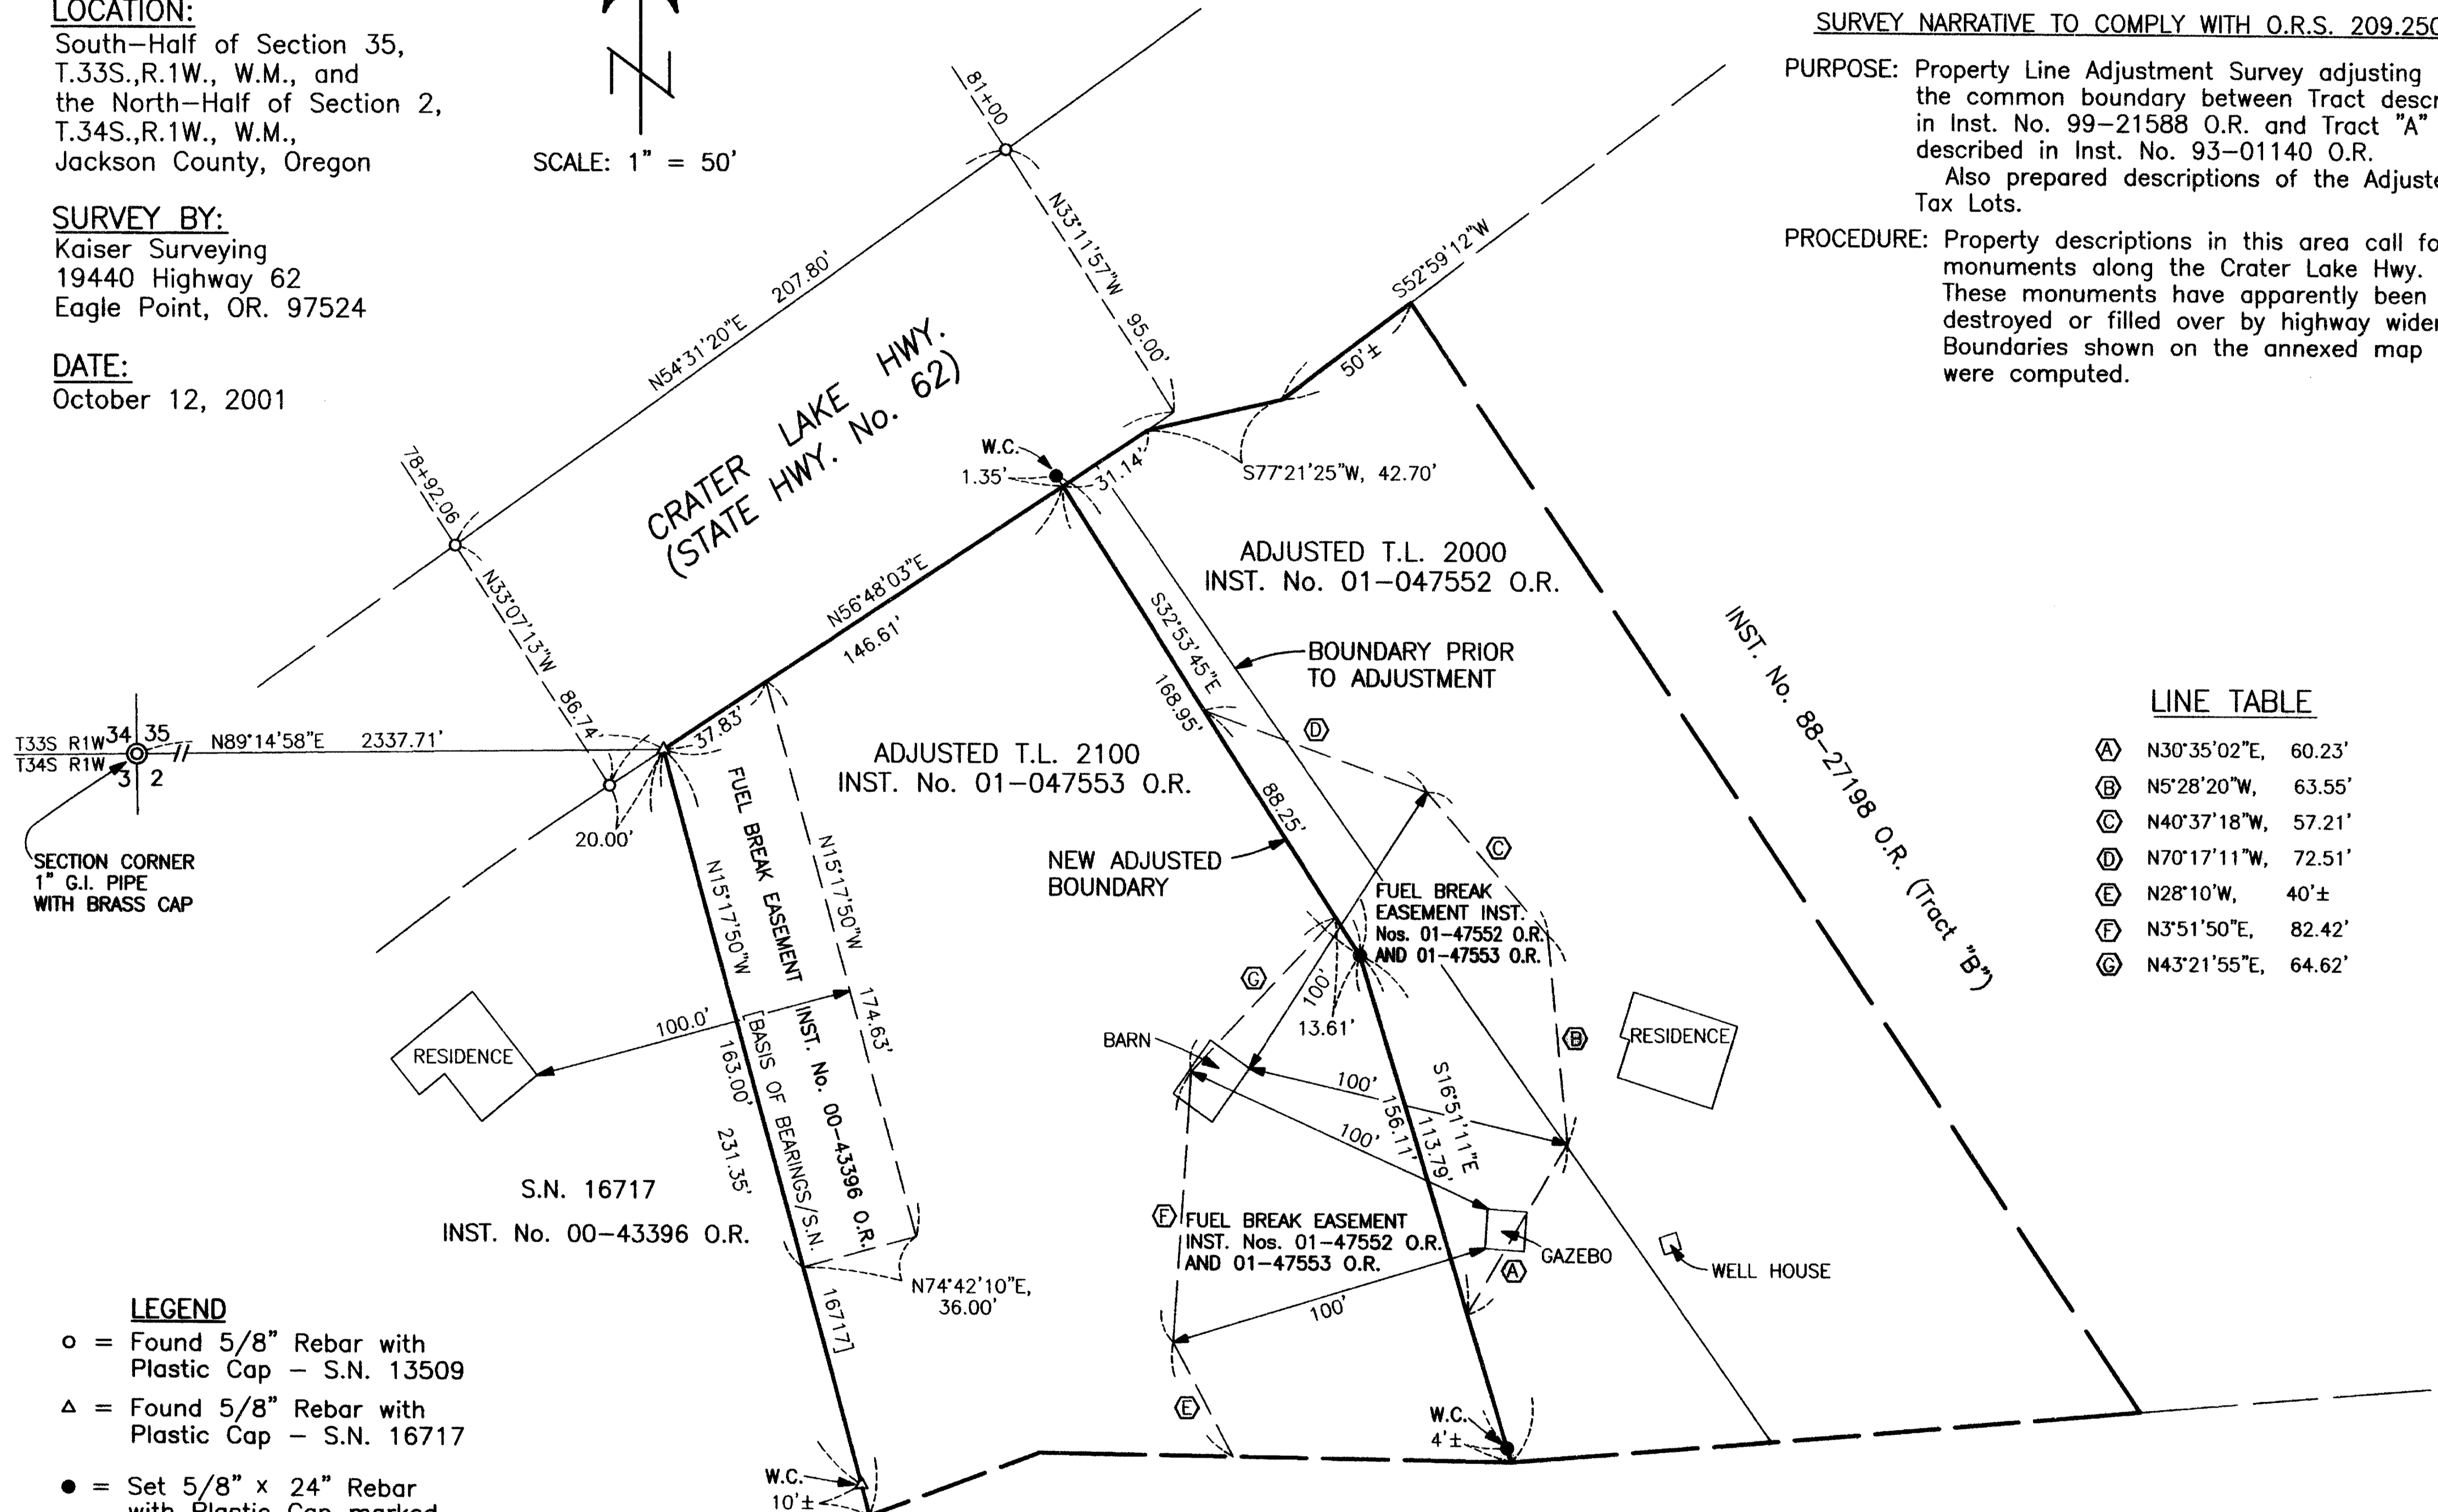 LOCATION:
South-Half of Section 35,
T.33S.,R.1W., W.M., and
the North-Half of Section 2,
T.34S.,R.1W., W.M.,
Jackson County, Oregon
SURVEY BY:
Kaiser Surveying
19440 Highway 62
Eagle Point, OR. 97524
DATE:
October 12, 2001
N
SCALE: 1" = 50'
SURVEY NARRATIVE TO COMPLY WITH O.R.S. 209.250
PURPOSE: Property Line Adjustment Survey adjusting
the common boundary between Tract descr
in Inst. No. 99-21588 O.R. and Tract "A"
described in Inst. No. 93-01140 O.R.
Also prepared descriptions of the Adjuste
Tax Lots.
PROCEDURE: Property descriptions in this area call fo
monuments along the Crater Lake Hwy.
These monuments have apparently been
destroyed or filled over by highway wider
Boundaries shown on the annexed map
were computed.
81+00
N33°11'57"W 95.00'
207.80'
N54°31'20"E
CRATER LAKE HWY.
(STATE HWY. No. 62)
78+92.06
N33°07'13"W 86.74'
S52°59'12"W
50'±
W.C.
1.35'
31.14'
S77°21'25"W, 42.70'
N56°48'03"E
146.61'
37.83'
20.00'
T33S R1W 34 35
T34S R1W 3 2
N89°14'58"E 2337.71'
SECTION CORNER
1" G.I. PIPE
WITH BRASS CAP
ADJUSTED T.L. 2000
INST. No. 01-047552 O.R.
BOUNDARY PRIOR
TO ADJUSTMENT
S32°53'45"E
168.95'
88.25'
ADJUSTED T.L. 2100
INST. No. 01-047553 O.R.
NEW ADJUSTED
BOUNDARY
D
C
FUEL BREAK
EASEMENT INST.
Nos. 01-47552 O.R.
AND 01-47553 O.R.
INST. No. 88-27198 O.R. (Tract "B")
LINE TABLE
A N30°35'02"E, 60.23'
B N5°28'20"W, 63.55'
C N40°37'18"W, 57.21'
D N70°17'11"W, 72.51'
E N28°10'W, 40'±
F N3°51'50"E, 82.42'
G N43°21'55"E, 64.62'
FUEL BREAK EASEMENT INST. No. 00-43396 O.R.
N15°17'50"W 174.63'
N15°17'50"W 163.00' 231.35'
[BASIS OF BEARINGS/S.N. 16717]
100.0'
RESIDENCE
G
100'
13.61'
BARN
B
RESIDENCE
100'
100'
S16°51'11"E
156.11'
113.79'
S.N. 16717
INST. No. 00-43396 O.R.
N74°42'10"E,
36.00'
F
FUEL BREAK EASEMENT
INST. Nos. 01-47552 O.R.
AND 01-47553 O.R.
GAZEBO
A
WELL HOUSE
100'
E
W.C.
4'±
W.C.
10'±
LEGEND
o = Found 5/8" Rebar with
Plastic Cap - S.N. 13509
△ = Found 5/8" Rebar with
Plastic Cap - S.N. 16717
● = Set 5/8" x 24" Rebar
with Plastic Cap marked